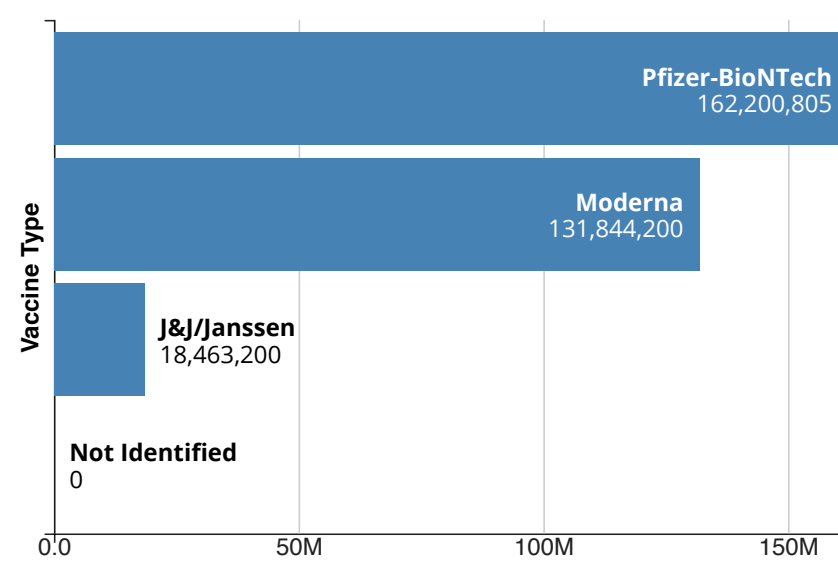 Pfizer-BioNTech
162,200,805
Moderna
131,844,200
Vaccine Type
J&J/Janssen
18,463,200
Not Identified
0
0.0
50M
100M
150M